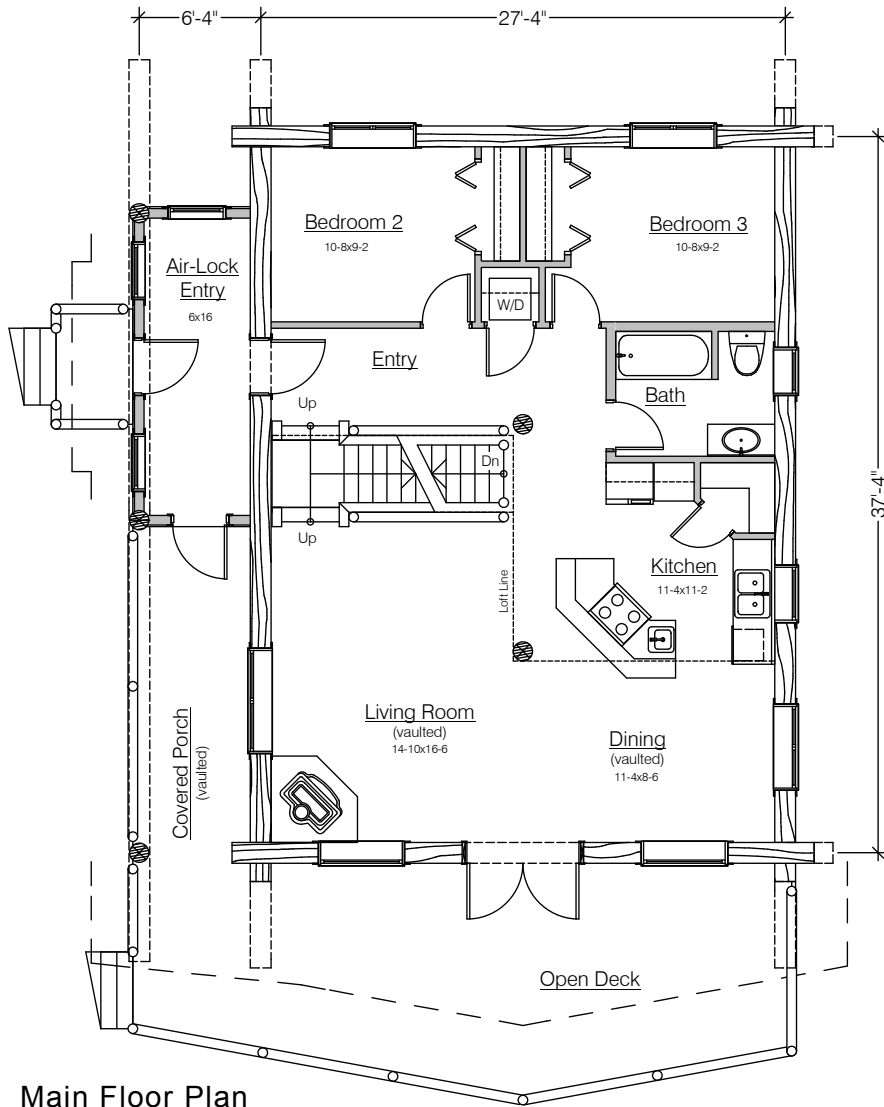 6'-4"
27'-4"
Bedroom 2
10-8x9-2
Bedroom 3
10-8x9-2
Air-Lock
Entry
6x16
W/D
Entry
Bath
Up
Dn
37'-4"
Up
Kitchen
11-4x11-2
Loft Line
Living Room
(vaulted)
14-10x16-6
Dining
(vaulted)
11-4x8-6
Covered Porch
(vaulted)
Open Deck
Main Floor Plan